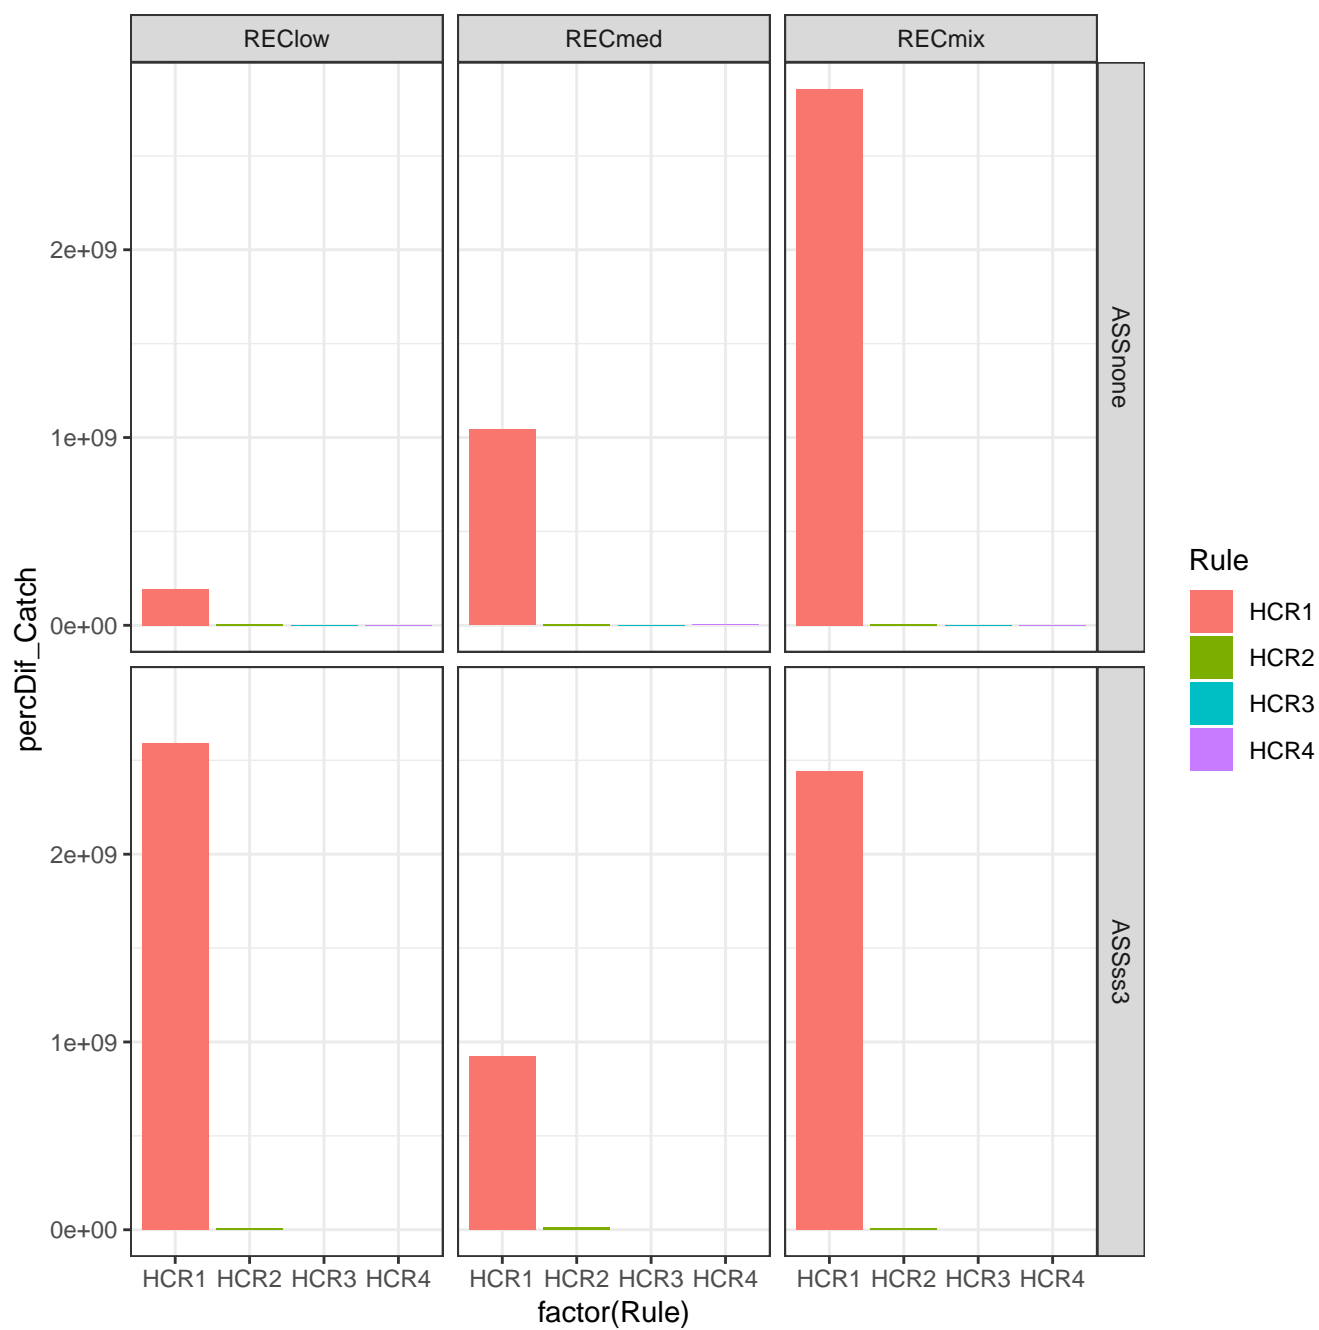 REClow RECmed RECmix
ASSnone
2e+09
1e+09
0e+00
ASSss3
2e+09
1e+09
0e+00
HCR1 HCR2 HCR3 HCR4 HCR1 HCR2 HCR3 HCR4 HCR1 HCR2 HCR3 HCR4
factor(Rule)
percDif_Catch
Rule
HCR1
HCR2
HCR3
HCR4